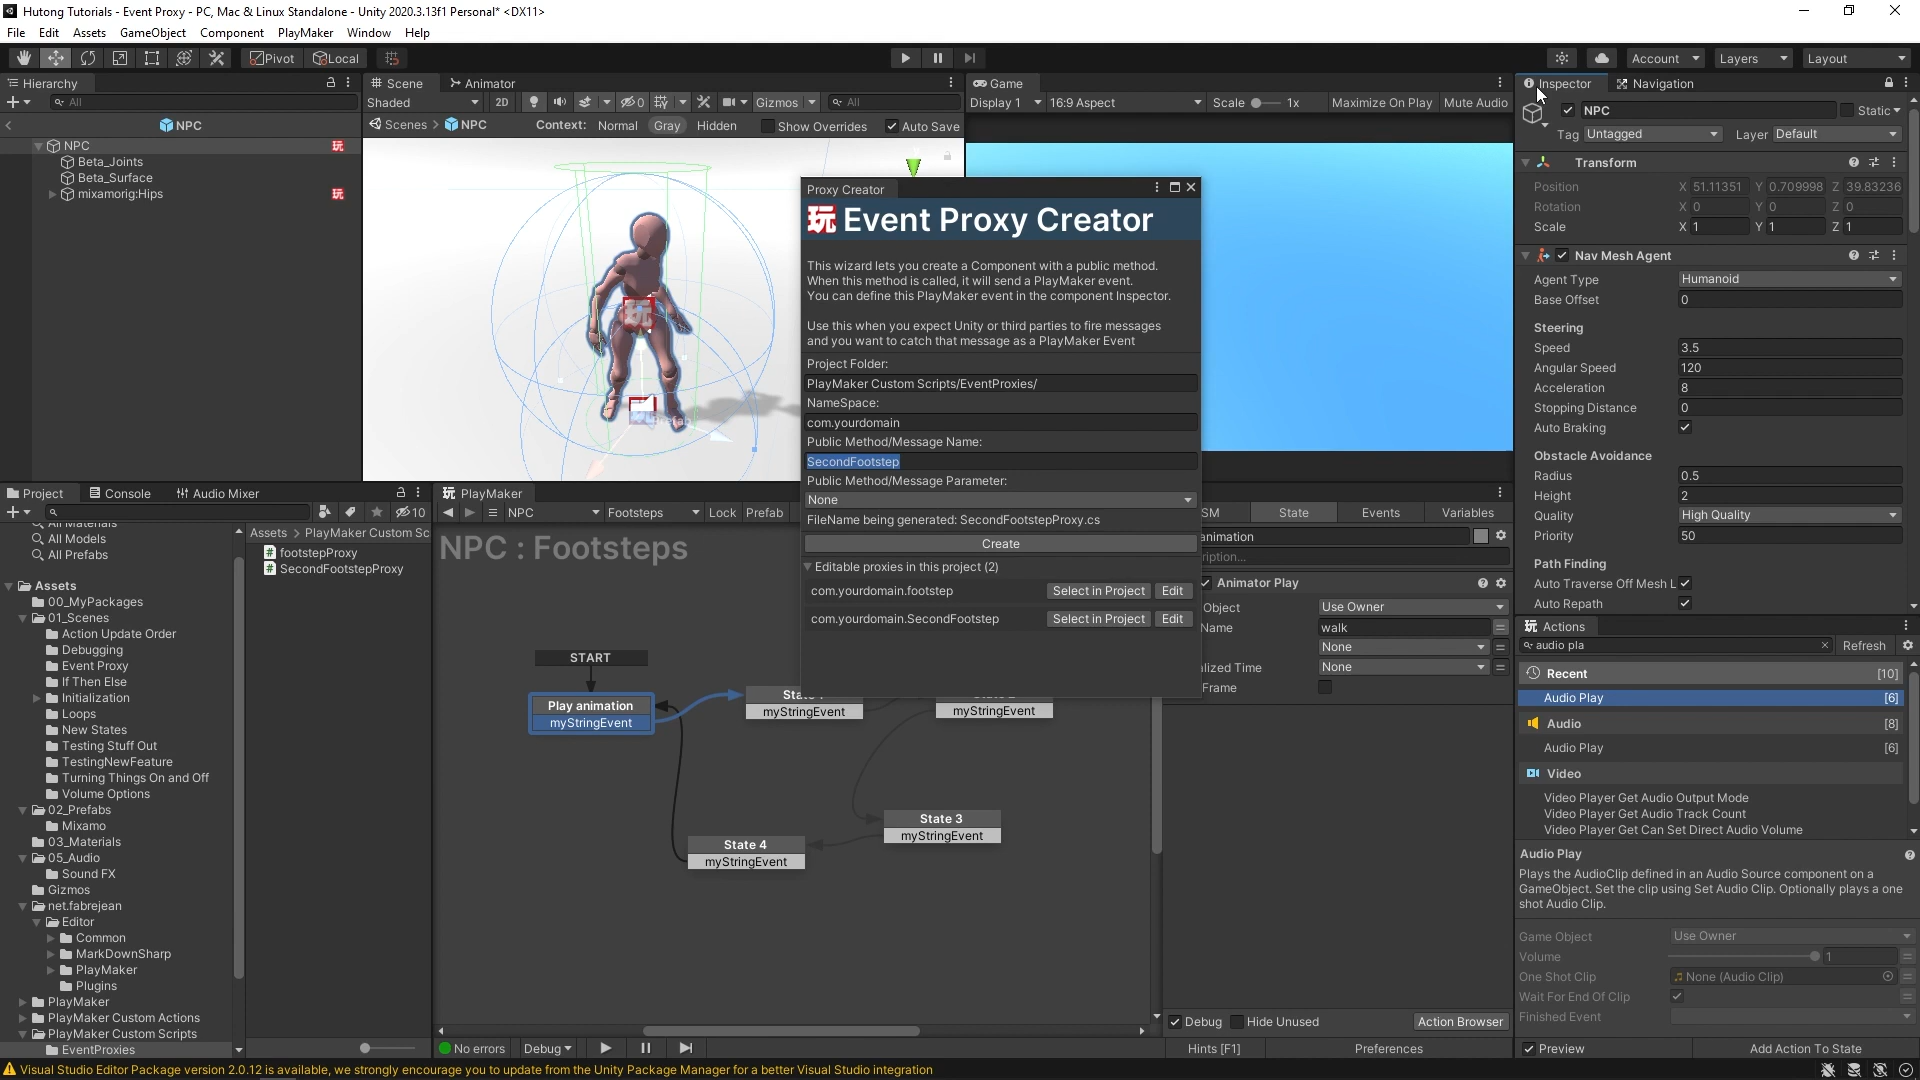 Hutong Tutorials - Event Proxy - PC, Mac & Linux Standalone - Unity 2020.3.13f1 Personal* <DX11>
File Edit Assets GameObject Component PlayMaker Window Help
Pivot Local Account Layers Layout
Hierarchy
All
NPC
NPC 玩
Beta_Joints
Beta_Surface
mixamorig:Hips 玩
Scene Animator
Shaded 2D 0 Gizmos All
Scenes NPC Context: Normal Gray Hidden Show Overrides Auto Save
玩
Game
Display 1 16:9 Aspect Scale 1x Maximize On Play Mute Audio
Proxy Creator
玩 Event Proxy Creator
This wizard lets you create a Component with a public method.
When this method is called, it will send a PlayMaker event.
You can define this PlayMaker event in the component Inspector.
Use this when you expect Unity or third parties to fire messages
and you want to catch that message as a PlayMaker Event
Project Folder:
PlayMaker Custom Scripts/EventProxies/
NameSpace:
com.yourdomain
Public Method/Message Name:
SecondFootstep
Public Method/Message Parameter:
None
FileName being generated: SecondFootstepProxy.cs
Create
Editable proxies in this project (2)
com.yourdomain.footstep Select in Project Edit
com.yourdomain.SecondFootstep Select in Project Edit
Inspector Navigation
NPC Static
Tag Untagged Layer Default
Transform
Position X 51.11351 Y 0.709998 Z 39.83236
Rotation X 0 Y 0 Z 0
Scale X 1 Y 1 Z 1
Nav Mesh Agent
Agent Type Humanoid
Base Offset 0
Steering
Speed 3.5
Angular Speed 120
Acceleration 8
Stopping Distance 0
Auto Braking
Obstacle Avoidance
Radius 0.5
Height 2
Quality High Quality
Priority 50
Path Finding
Auto Traverse Off Mesh L
Auto Repath
Project Console Audio Mixer
10
All Materials
All Models
All Prefabs
Assets
00_MyPackages
01_Scenes
Action Update Order
Debugging
Event Proxy
If Then Else
Initialization
Loops
New States
Testing Stuff Out
TestingNewFeature
Turning Things On and Off
Volume Options
02_Prefabs
Mixamo
03_Materials
05_Audio
Sound FX
Gizmos
net.fabrejean
Editor
Common
MarkDownSharp
PlayMaker
Plugins
PlayMaker
PlayMaker Custom Actions
PlayMaker Custom Scripts
EventProxies
Assets > PlayMaker Custom Sc
footstepProxy
SecondFootstepProxy
玩 PlayMaker
NPC Footsteps Lock Prefab
NPC : Footsteps
START
Play animation
myStringEvent
myStringEvent
myStringEvent
State 3
myStringEvent
State 4
myStringEvent
No errors Debug
SM State Events Variables
animation
ription...
Animator Play
Object Use Owner
Name walk
None
lized Time None
Frame
Debug Hide Unused Action Browser
Hints [F1] Preferences
玩 Actions
audio pla Refresh
Recent [10]
Audio Play [6]
Audio [8]
Audio Play [6]
Video
Video Player Get Audio Output Mode
Video Player Get Audio Track Count
Video Player Get Can Set Direct Audio Volume
Audio Play
Plays the AudioClip defined in an Audio Source component on a
GameObject. Set the clip using Set Audio Clip. Optionally plays a one
shot Audio Clip.
Game Object Use Owner
Volume 1
One Shot Clip None (Audio Clip)
Wait For End Of Clip
Finished Event
Preview Add Action To State
Visual Studio Editor Package version 2.0.12 is available, we strongly encourage you to update from the Unity Package Manager for a better Visual Studio integration